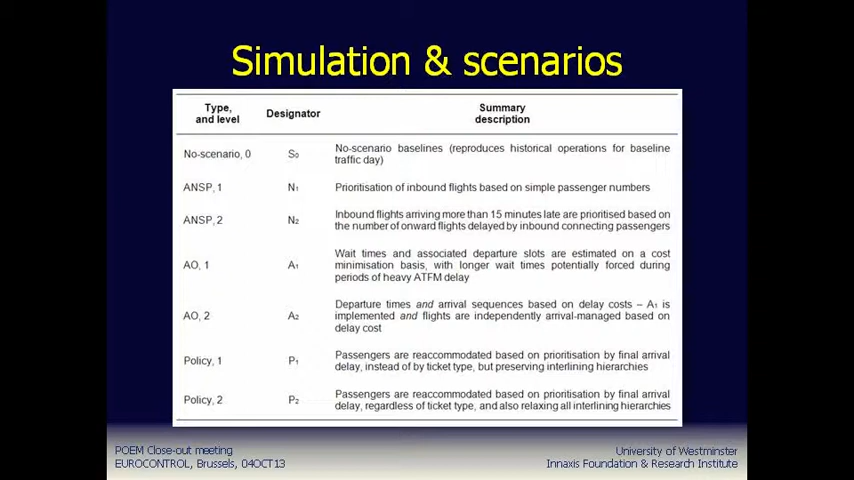 Simulation & scenarios
Type,
and level
Designator
Summary
description
No-scenario, 0
S0
No-scenario baselines (reproduces historical operations for baseline
traffic day)
ANSP, 1
N1
Prioritisation of inbound flights based on simple passenger numbers
ANSP, 2
N2
Inbound flights arriving more than 15 minutes late are prioritised based on
the number of onward flights delayed by inbound connecting passengers
AO, 1
A1
Wait times and associated departure slots are estimated on a cost
minimisation basis, with longer wait times potentially forced during
periods of heavy ATFM delay
AO, 2
A2
Departure times and arrival sequences based on delay costs – A1 is
implemented and flights are independently arrival-managed based on
delay cost
Policy, 1
P1
Passengers are reaccommodated based on prioritisation by final arrival
delay, instead of by ticket type, but preserving interlining hierarchies
Policy, 2
P2
Passengers are reaccommodated based on prioritisation by final arrival
delay, regardless of ticket type, and also relaxing all interlining hierarchies
POEM Close-out meeting
EUROCONTROL, Brussels, 04OCT13
University of Westminster
Innaxis Foundation & Research Institute